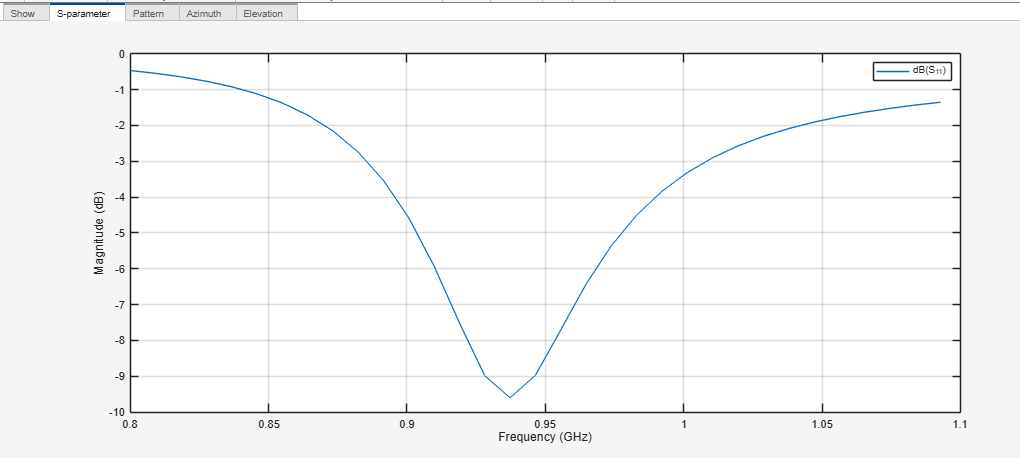 Show S-parameter Pattern Azimuth Elevation
dB(S11)
0
-1
-2
-3
-4
-5
-6
-7
-8
-9
-10
Magnitude (dB)
0.8 0.85 0.9 0.95 1 1.05 1.1
Frequency (GHz)